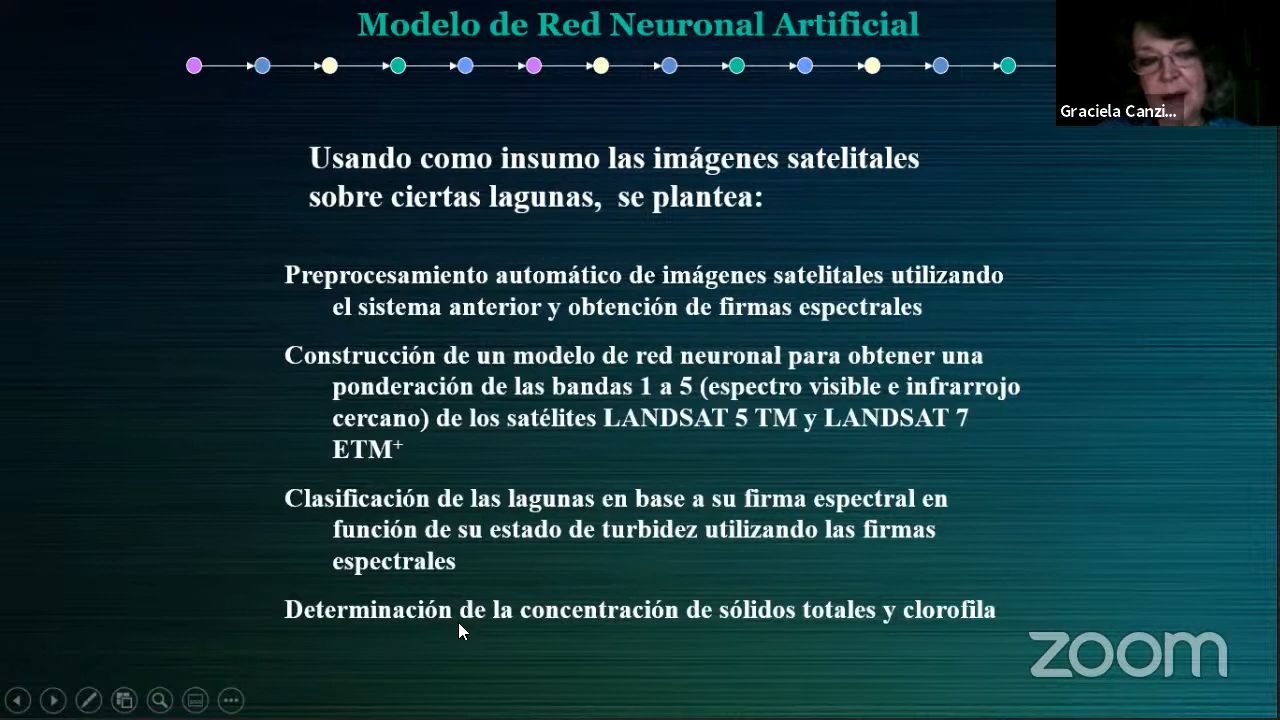 Modelo de Red Neuronal Artificial
Graciela Canzi...
Usando como insumo las imágenes satelitales
sobre ciertas lagunas, se plantea:
Preprocesamiento automático de imágenes satelitales utilizando
el sistema anterior y obtención de firmas espectrales
Construcción de un modelo de red neuronal para obtener una
ponderación de las bandas 1 a 5 (espectro visible e infrarrojo
cercano) de los satélites LANDSAT 5 TM y LANDSAT 7
ETM⁺
Clasificación de las lagunas en base a su firma espectral en
función de su estado de turbidez utilizando las firmas
espectrales
Determinación de la concentración de sólidos totales y clorofila
zoom